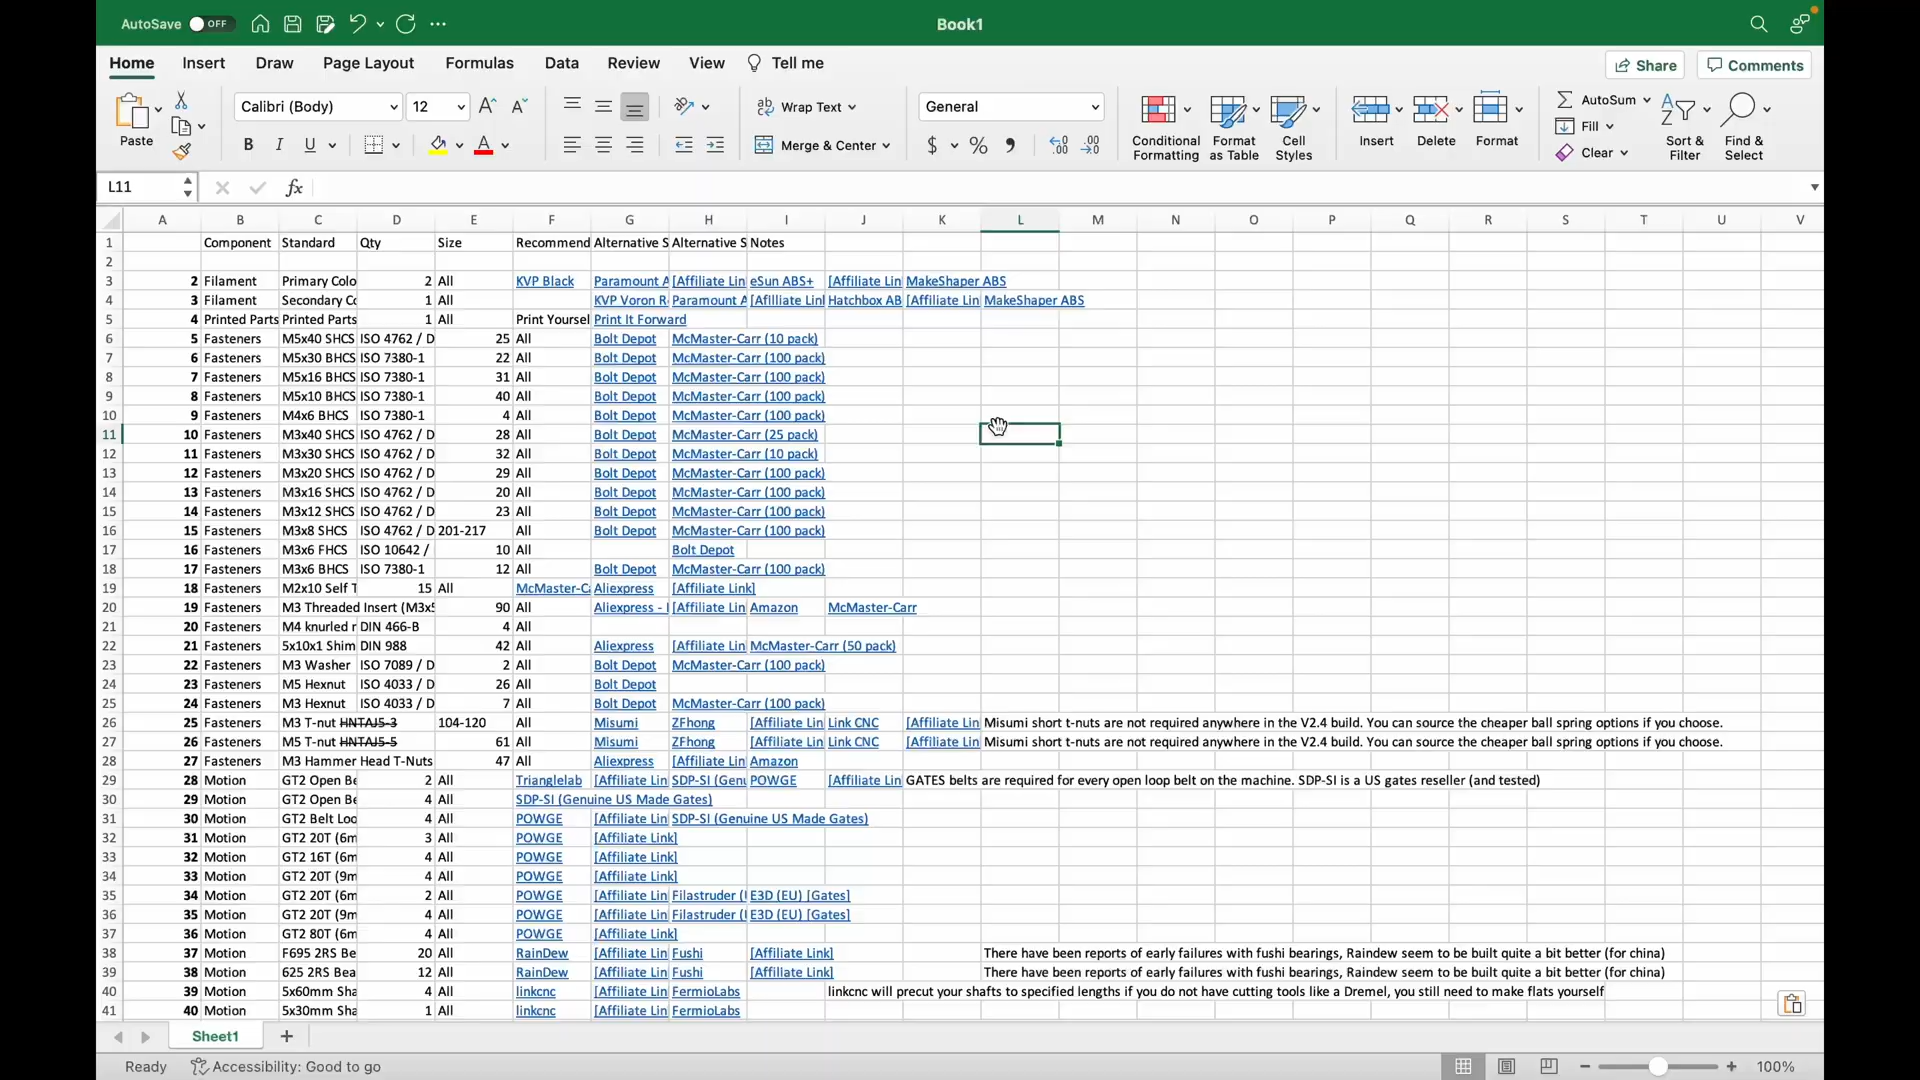 AutoSave OFF Book1
Home Insert Draw Page Layout Formulas Data Review View Tell me Share Comments
Calibri (Body) 12 Wrap Text General AutoSum
Paste Conditional Formatting Format as Table Cell Styles Insert Delete Format Fill Sort & Filter Find & Select
B I U Merge & Center $ % Clear
L11 fx
A B C D E F G H I J K L M N O P Q R S T U V
1 Component Standard Qty Size Recommend Alternative S Alternative S Notes
2
3 2 Filament Primary Colo 2 All KVP Black Paramount A [Affiliate Lin eSun ABS+ [Affiliate Lin MakeShaper ABS
4 3 Filament Secondary Co 1 All KVP Voron R Paramount A [Afllliate Linl Hatchbox AB [Affiliate Lin MakeShaper ABS
5 4 Printed Parts Printed Parts 1 All Print Yoursel Print It Forward
6 5 Fasteners M5x40 SHCS ISO 4762 / D 25 All Bolt Depot McMaster-Carr (10 pack)
7 6 Fasteners M5x30 BHCS ISO 7380-1 22 All Bolt Depot McMaster-Carr (100 pack)
8 7 Fasteners M5x16 BHCS ISO 7380-1 31 All Bolt Depot McMaster-Carr (100 pack)
9 8 Fasteners M5x10 BHCS ISO 7380-1 40 All Bolt Depot McMaster-Carr (100 pack)
10 9 Fasteners M4x6 BHCS ISO 7380-1 4 All Bolt Depot McMaster-Carr (100 pack)
11 10 Fasteners M3x40 SHCS ISO 4762 / D 28 All Bolt Depot McMaster-Carr (25 pack)
12 11 Fasteners M3x30 SHCS ISO 4762 / D 32 All Bolt Depot McMaster-Carr (10 pack)
13 12 Fasteners M3x20 SHCS ISO 4762 / D 29 All Bolt Depot McMaster-Carr (100 pack)
14 13 Fasteners M3x16 SHCS ISO 4762 / D 20 All Bolt Depot McMaster-Carr (100 pack)
15 14 Fasteners M3x12 SHCS ISO 4762 / D 23 All Bolt Depot McMaster-Carr (100 pack)
16 15 Fasteners M3x8 SHCS ISO 4762 / D 201-217 All Bolt Depot McMaster-Carr (100 pack)
17 16 Fasteners M3x6 FHCS ISO 10642 / 10 All Bolt Depot
18 17 Fasteners M3x6 BHCS ISO 7380-1 12 All Bolt Depot McMaster-Carr (100 pack)
19 18 Fasteners M2x10 Self T 15 All McMaster-Ca Aliexpress [Affiliate Link]
20 19 Fasteners M3 Threaded Insert (M3x5 90 All Aliexpress - [Affiliate Lin Amazon McMaster-Carr
21 20 Fasteners M4 knurled n DIN 466-B 4 All
22 21 Fasteners 5x10x1 Shim DIN 988 42 All Aliexpress [Affiliate Lin McMaster-Carr (50 pack)
23 22 Fasteners M3 Washer ISO 7089 / D 2 All Bolt Depot McMaster-Carr (100 pack)
24 23 Fasteners M5 Hexnut ISO 4033 / D 26 All Bolt Depot
25 24 Fasteners M3 Hexnut ISO 4033 / D 7 All Bolt Depot McMaster-Carr (100 pack)
26 25 Fasteners M3 T-nut HNTAJ5-3 104-120 All Misumi ZFhong [Affiliate Lin Link CNC [Affiliate Lin Misumi short t-nuts are not required anywhere in the V2.4 build. You can source the cheaper ball spring options if you choose.
27 26 Fasteners M5 T-nut HNTAJ5-5 61 All Misumi ZFhong [Affiliate Lin Link CNC [Affiliate Lin Misumi short t-nuts are not required anywhere in the V2.4 build. You can source the cheaper ball spring options if you choose.
28 27 Fasteners M3 Hammer Head T-Nuts 47 All Aliexpress [Affiliate Lin Amazon
29 28 Motion GT2 Open Be 2 All Trianglelab [Affiliate Lin SDP-SI (Genu POWGE [Affiliate Lin GATES belts are required for every open loop belt on the machine. SDP-SI is a US gates reseller (and tested)
30 29 Motion GT2 Open Be 4 All SDP-SI (Genuine US Made Gates)
31 30 Motion GT2 Belt Loo 4 All POWGE [Affiliate Lin SDP-SI (Genuine US Made Gates)
32 31 Motion GT2 20T (6m 3 All POWGE [Affiliate Link]
33 32 Motion GT2 16T (6m 4 All POWGE [Affiliate Link]
34 33 Motion GT2 20T (9m 4 All POWGE [Affiliate Link]
35 34 Motion GT2 20T (6m 2 All POWGE [Affiliate Lin Filastruder (U E3D (EU) [Gates]
36 35 Motion GT2 20T (9m 4 All POWGE [Affiliate Lin Filastruder (U E3D (EU) [Gates]
37 36 Motion GT2 80T (6m 4 All POWGE [Affiliate Link]
38 37 Motion F695 2RS Be 20 All RainDew [Affiliate Lin Fushi [Affiliate Link] There have been reports of early failures with fushi bearings, Raindew seem to be built quite a bit better (for china)
39 38 Motion 625 2RS Bea 12 All RainDew [Affiliate Lin Fushi [Affiliate Link] There have been reports of early failures with fushi bearings, Raindew seem to be built quite a bit better (for china)
40 39 Motion 5x60mm Sha 4 All linkcnc [Affiliate Lin FermioLabs linkcnc will precut your shafts to specified lengths if you do not have cutting tools like a Dremel, you still need to make flats yourself
41 40 Motion 5x30mm Sha 1 All linkcnc [Affiliate Lin FermioLabs
Sheet1
Ready Accessibility: Good to go 100%